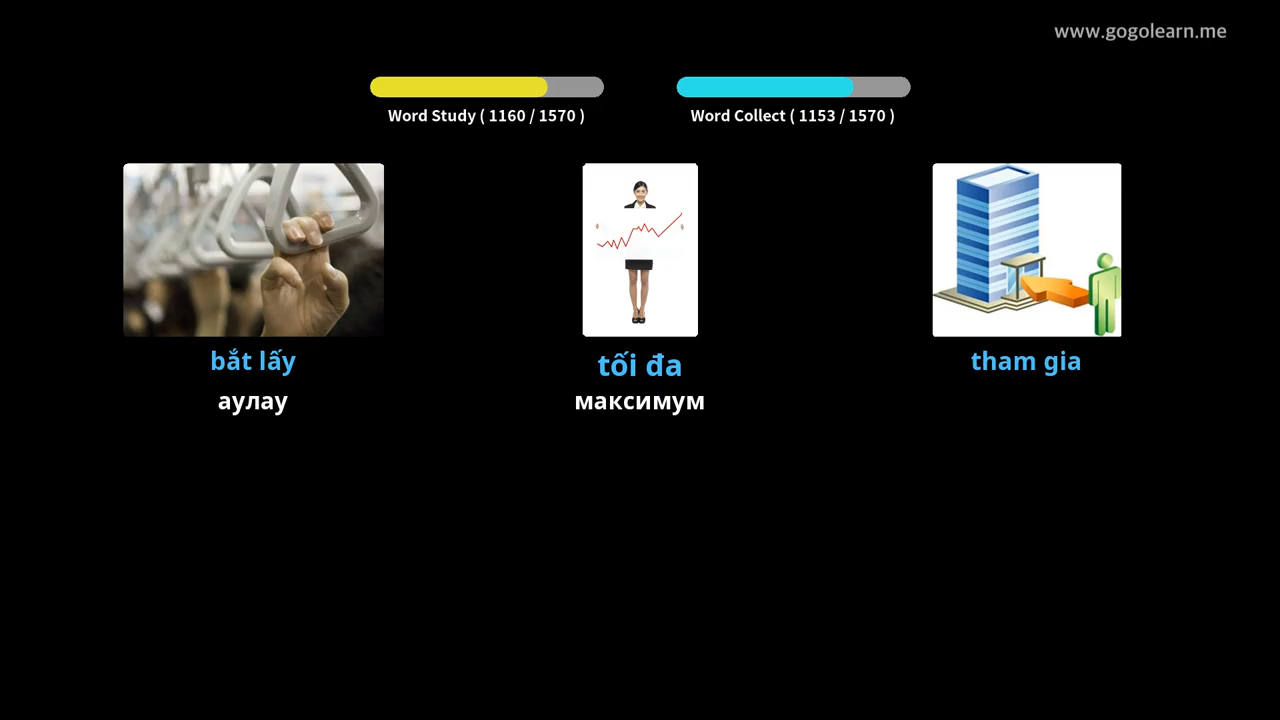 www.gogolearn.me
Word Study ( 1160 / 1570 )
Word Collect ( 1153 / 1570 )
bắt lấy
tối đa
tham gia
аулау
максимум